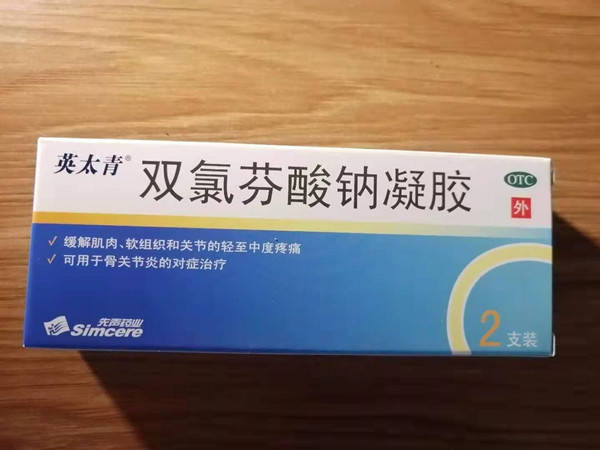 英太青®
双氯芬酸钠凝胶
OTC
外
✓ 缓解肌肉、软组织和关节的轻至中度疼痛
✓ 可用于骨关节炎的对症治疗
先声药业
Simcere
2支装